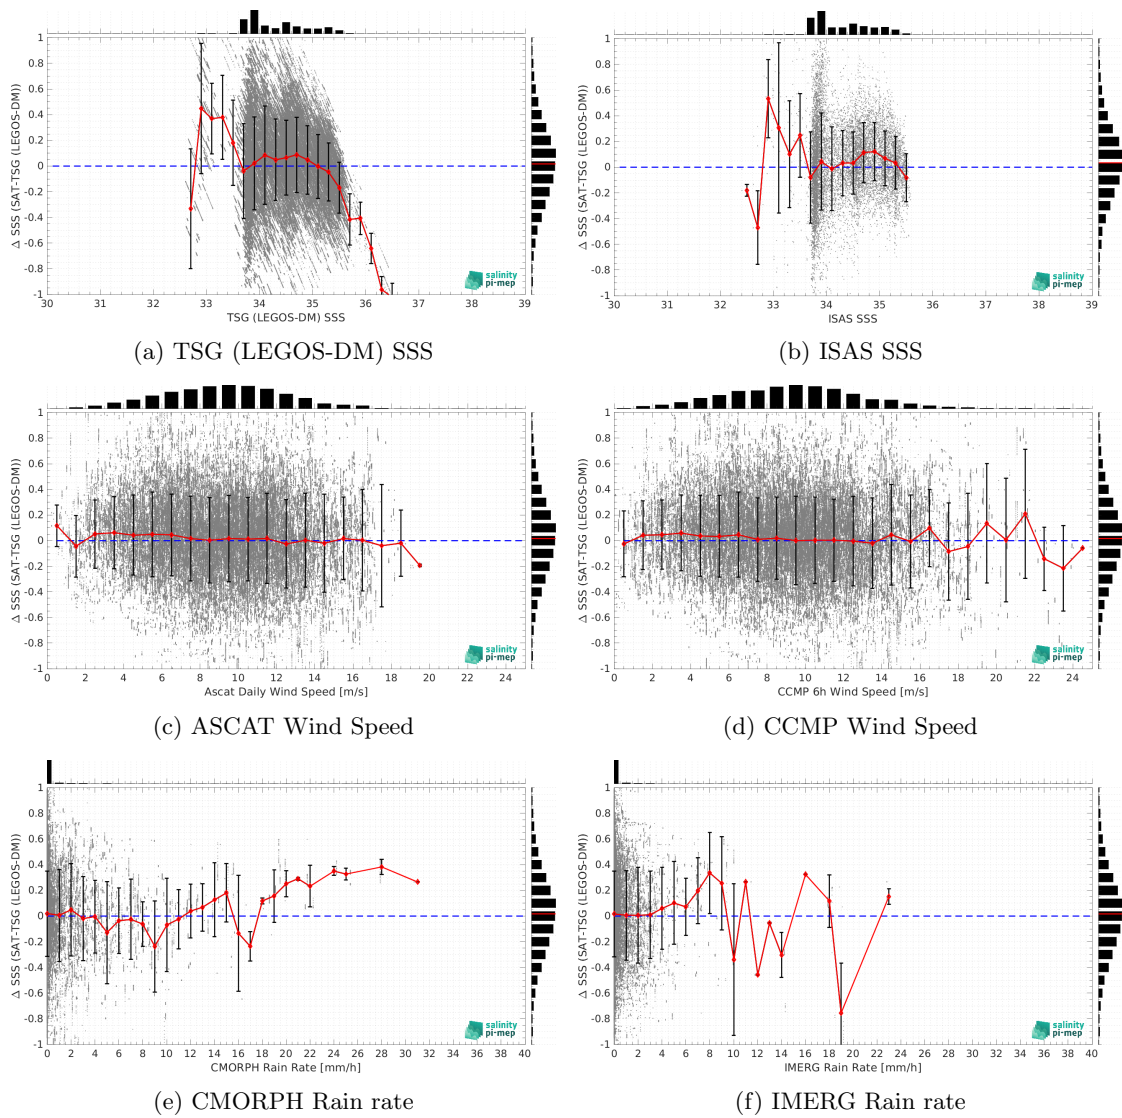 1
0.8
0.6
0.4
0.2
0
-0.2
-0.4
-0.6
-0.8
-1
Δ SSS (SAT-TSG (LEGOS-DM))
30 31 32 33 34 35 36 37 38 39
TSG (LEGOS-DM) SSS
salinity
pi-mep
(a) TSG (LEGOS-DM) SSS
1
0.8
0.6
0.4
0.2
0
-0.2
-0.4
-0.6
-0.8
-1
Δ SSS (SAT-TSG (LEGOS-DM))
30 31 32 33 34 35 36 37 38 39
ISAS SSS
salinity
pi-mep
(b) ISAS SSS
1
0.8
0.6
0.4
0.2
0
-0.2
-0.4
-0.6
-0.8
-1
Δ SSS (SAT-TSG (LEGOS-DM))
0 2 4 6 8 10 12 14 16 18 20 22 24
Ascat Daily Wind Speed [m/s]
salinity
pi-mep
(c) ASCAT Wind Speed
1
0.8
0.6
0.4
0.2
0
-0.2
-0.4
-0.6
-0.8
-1
Δ SSS (SAT-TSG (LEGOS-DM))
0 2 4 6 8 10 12 14 16 18 20 22 24
CCMP 6h Wind Speed [m/s]
salinity
pi-mep
(d) CCMP Wind Speed
1
0.8
0.6
0.4
0.2
0
-0.2
-0.4
-0.6
-0.8
-1
Δ SSS (SAT-TSG (LEGOS-DM))
0 2 4 6 8 10 12 14 16 18 20 22 24 26 28 30 32 34 36 38 40
CMORPH Rain Rate [mm/h]
salinity
pi-mep
(e) CMORPH Rain rate
1
0.8
0.6
0.4
0.2
0
-0.2
-0.4
-0.6
-0.8
-1
Δ SSS (SAT-TSG (LEGOS-DM))
0 2 4 6 8 10 12 14 16 18 20 22 24 26 28 30 32 34 36 38 40
IMERG Rain Rate [mm/h]
salinity
pi-mep
(f) IMERG Rain rate